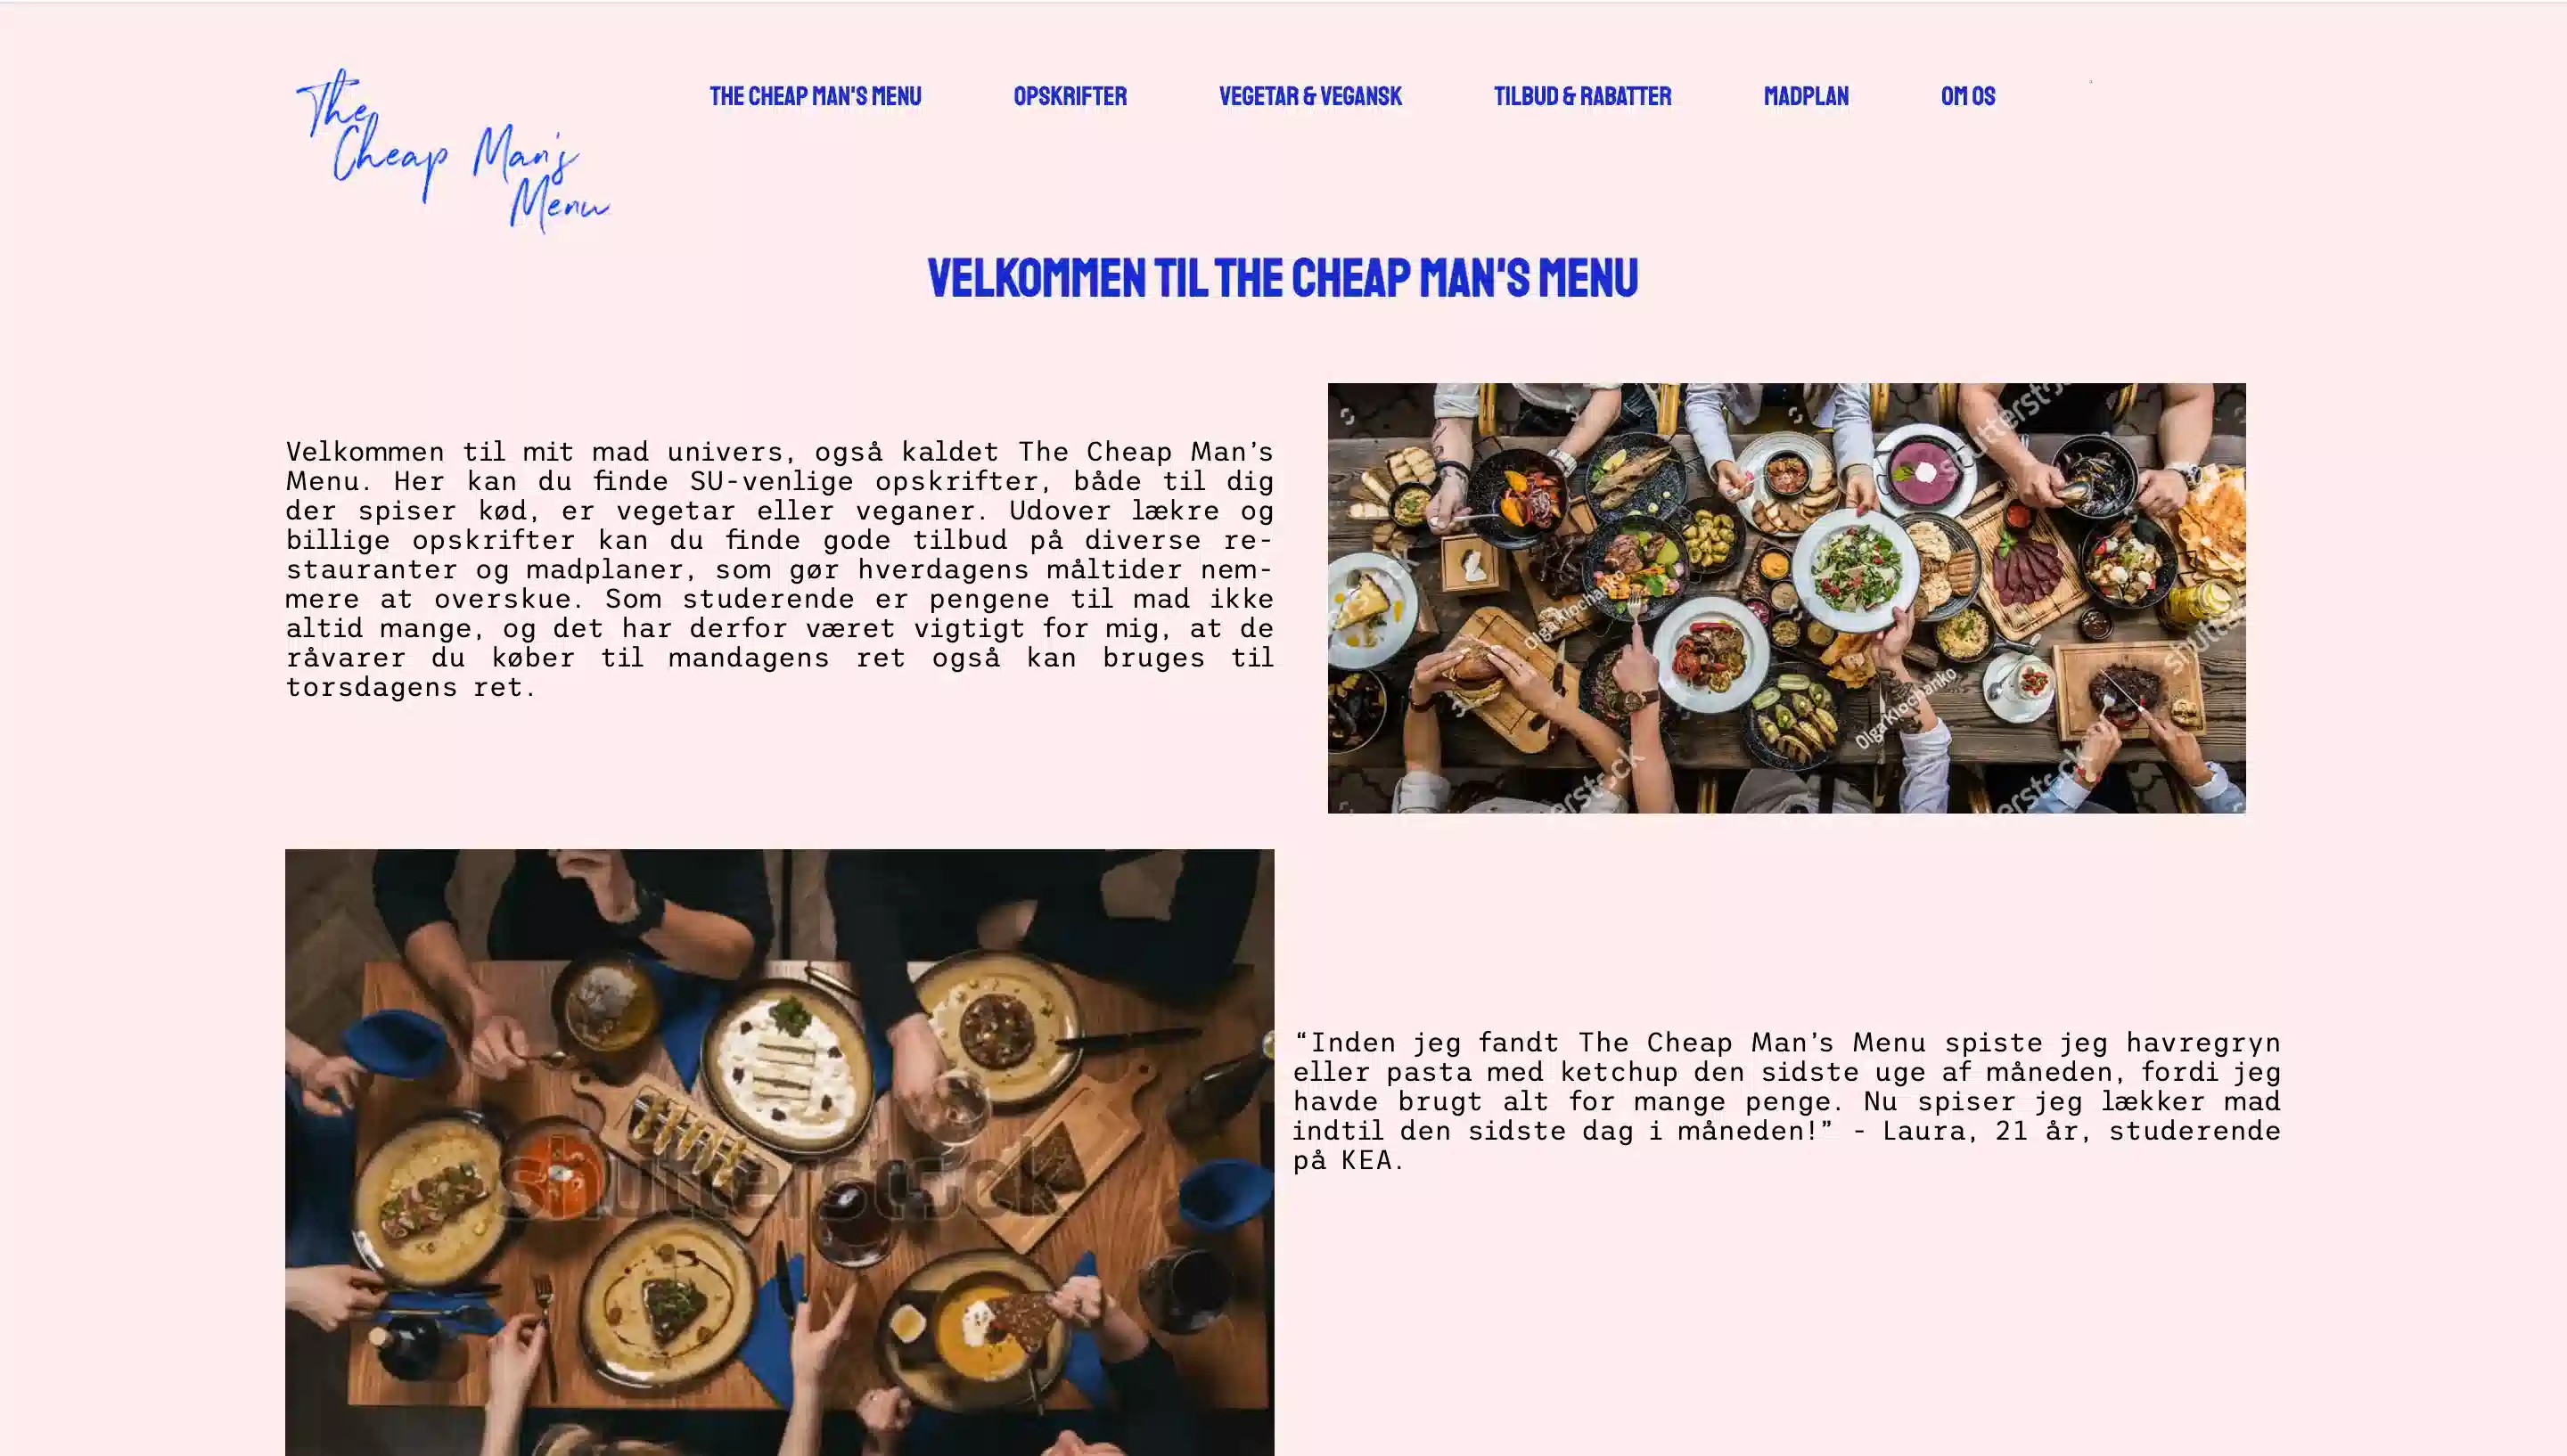 The
Cheap Man's
Menu
THE CHEAP MAN'S MENU
OPSKRIFTER
VEGETAR & VEGANSK
TILBUD & RABATTER
MADPLAN
OM OS
VELKOMMEN TIL THE CHEAP MAN'S MENU
Velkommen til mit mad univers, også kaldet The Cheap Man’s
Menu. Her kan du finde SU-venlige opskrifter, både til dig
der spiser kød, er vegetar eller veganer. Udover lækre og
billige opskrifter kan du finde gode tilbud på diverse re-
stauranter og madplaner, som gør hverdagens måltider nem-
mere at overskue. Som studerende er pengene til mad ikke
altid mange, og det har derfor været vigtigt for mig, at de
råvarer du køber til mandagens ret også kan bruges til
torsdagens ret.
shutterstock
Olga Klochanko
Olga Klochanko
“Inden jeg fandt The Cheap Man’s Menu spiste jeg havregryn
eller pasta med ketchup den sidste uge af måneden, fordi jeg
havde brugt alt for mange penge. Nu spiser jeg lækker mad
indtil den sidste dag i måneden!” - Laura, 21 år, studerende
på KEA.
shutterstock